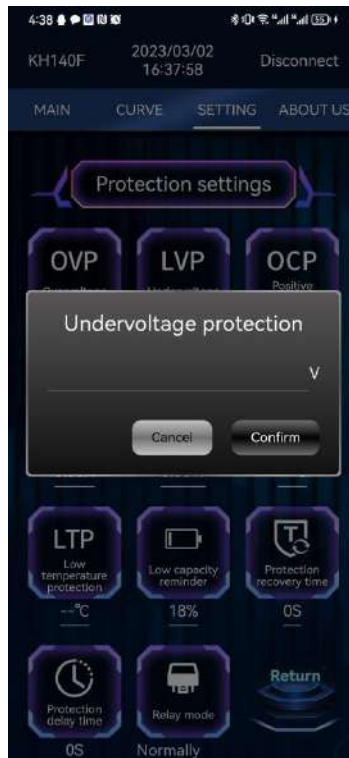 4:38
55
KH140F
2023/03/02
16:37:58
Disconnect
MAIN
CURVE
SETTING
ABOUT US
Protection settings
OVP
LVP
OCP
Positive
Undervoltage protection
V
Cancel
Confirm
LTP
Low
temperature
protection
Low capacity
reminder
Protection
recovery time
--°C
18%
0S
Protection
delay time
Relay mode
Return
0S
Normally